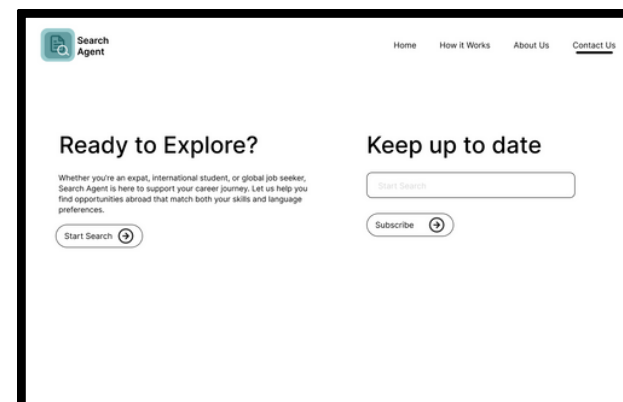 Search
Agent
Home
How it Works
About Us
Contact Us
Ready to Explore?
Whether you're an expat, international student, or global job seeker,
Search Agent is here to support your career journey. Let us help you
find opportunities abroad that match both your skills and language
preferences.
Start Search
Keep up to date
Start Search
Subscribe